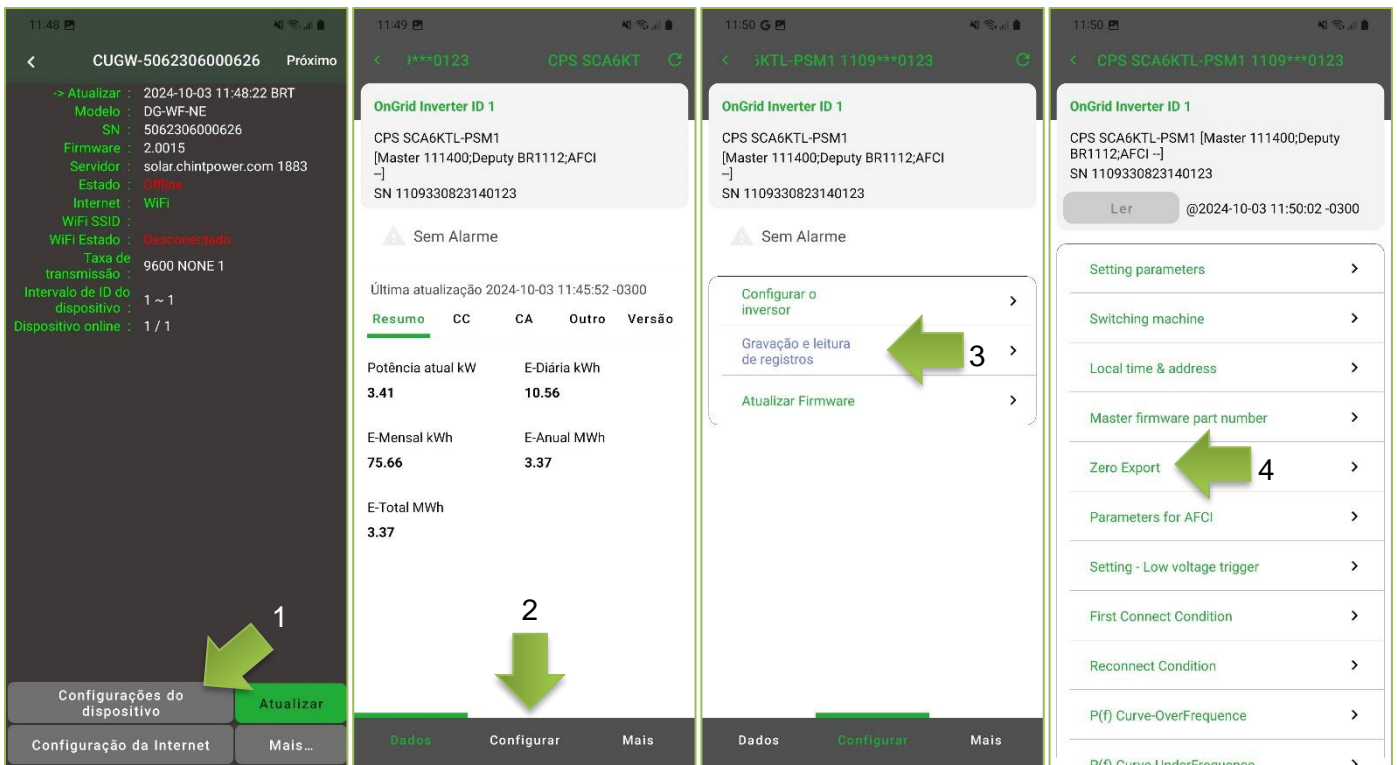 11:48
CUGW-5062306000626 Próximo
-> Atualizar : 2024-10-03 11:48:22 BRT
Modelo : DG-WF-NE
SN : 5062306000626
Firmware : 2.0015
Servidor : solar.chintpower.com 1883
Estado : Offline
Internet : WiFi
WiFi SSID :
WiFi Estado : Desconectado
Taxa de
transmissão : 9600 NONE 1
Intervalo de ID do
dispositivo : 1 ~ 1
Dispositivo online : 1 / 1
1
Configurações do
dispositivo
Atualizar
Configuração da Internet
Mais...
11:49
)***0123 CPS SCA6KT
OnGrid Inverter ID 1
CPS SCA6KTL-PSM1
[Master 111400;Deputy BR1112;AFCI
--]
SN 1109330823140123
Sem Alarme
Última atualização 2024-10-03 11:45:52 -0300
Resumo CC CA Outro Versão
Potência atual kW E-Diária kWh
3.41 10.56
E-Mensal kWh E-Anual MWh
75.66 3.37
E-Total MWh
3.37
2
Dados Configurar Mais
11:50 G
KTL-PSM1 1109***0123
OnGrid Inverter ID 1
CPS SCA6KTL-PSM1
[Master 111400;Deputy BR1112;AFCI
--]
SN 1109330823140123
Sem Alarme
Configurar o
inversor
Gravação e leitura
de registros
3
Atualizar Firmware
Dados Configurar Mais
11:50
CPS SCA6KTL-PSM1 1109***0123
OnGrid Inverter ID 1
CPS SCA6KTL-PSM1 [Master 111400;Deputy
BR1112;AFCI --]
SN 1109330823140123
Ler @2024-10-03 11:50:02 -0300
Setting parameters
Switching machine
Local time & address
Master firmware part number
Zero Export
4
Parameters for AFCI
Setting - Low voltage trigger
First Connect Condition
Reconnect Condition
P(f) Curve-OverFrequence
P(f) Curve UnderFrequence